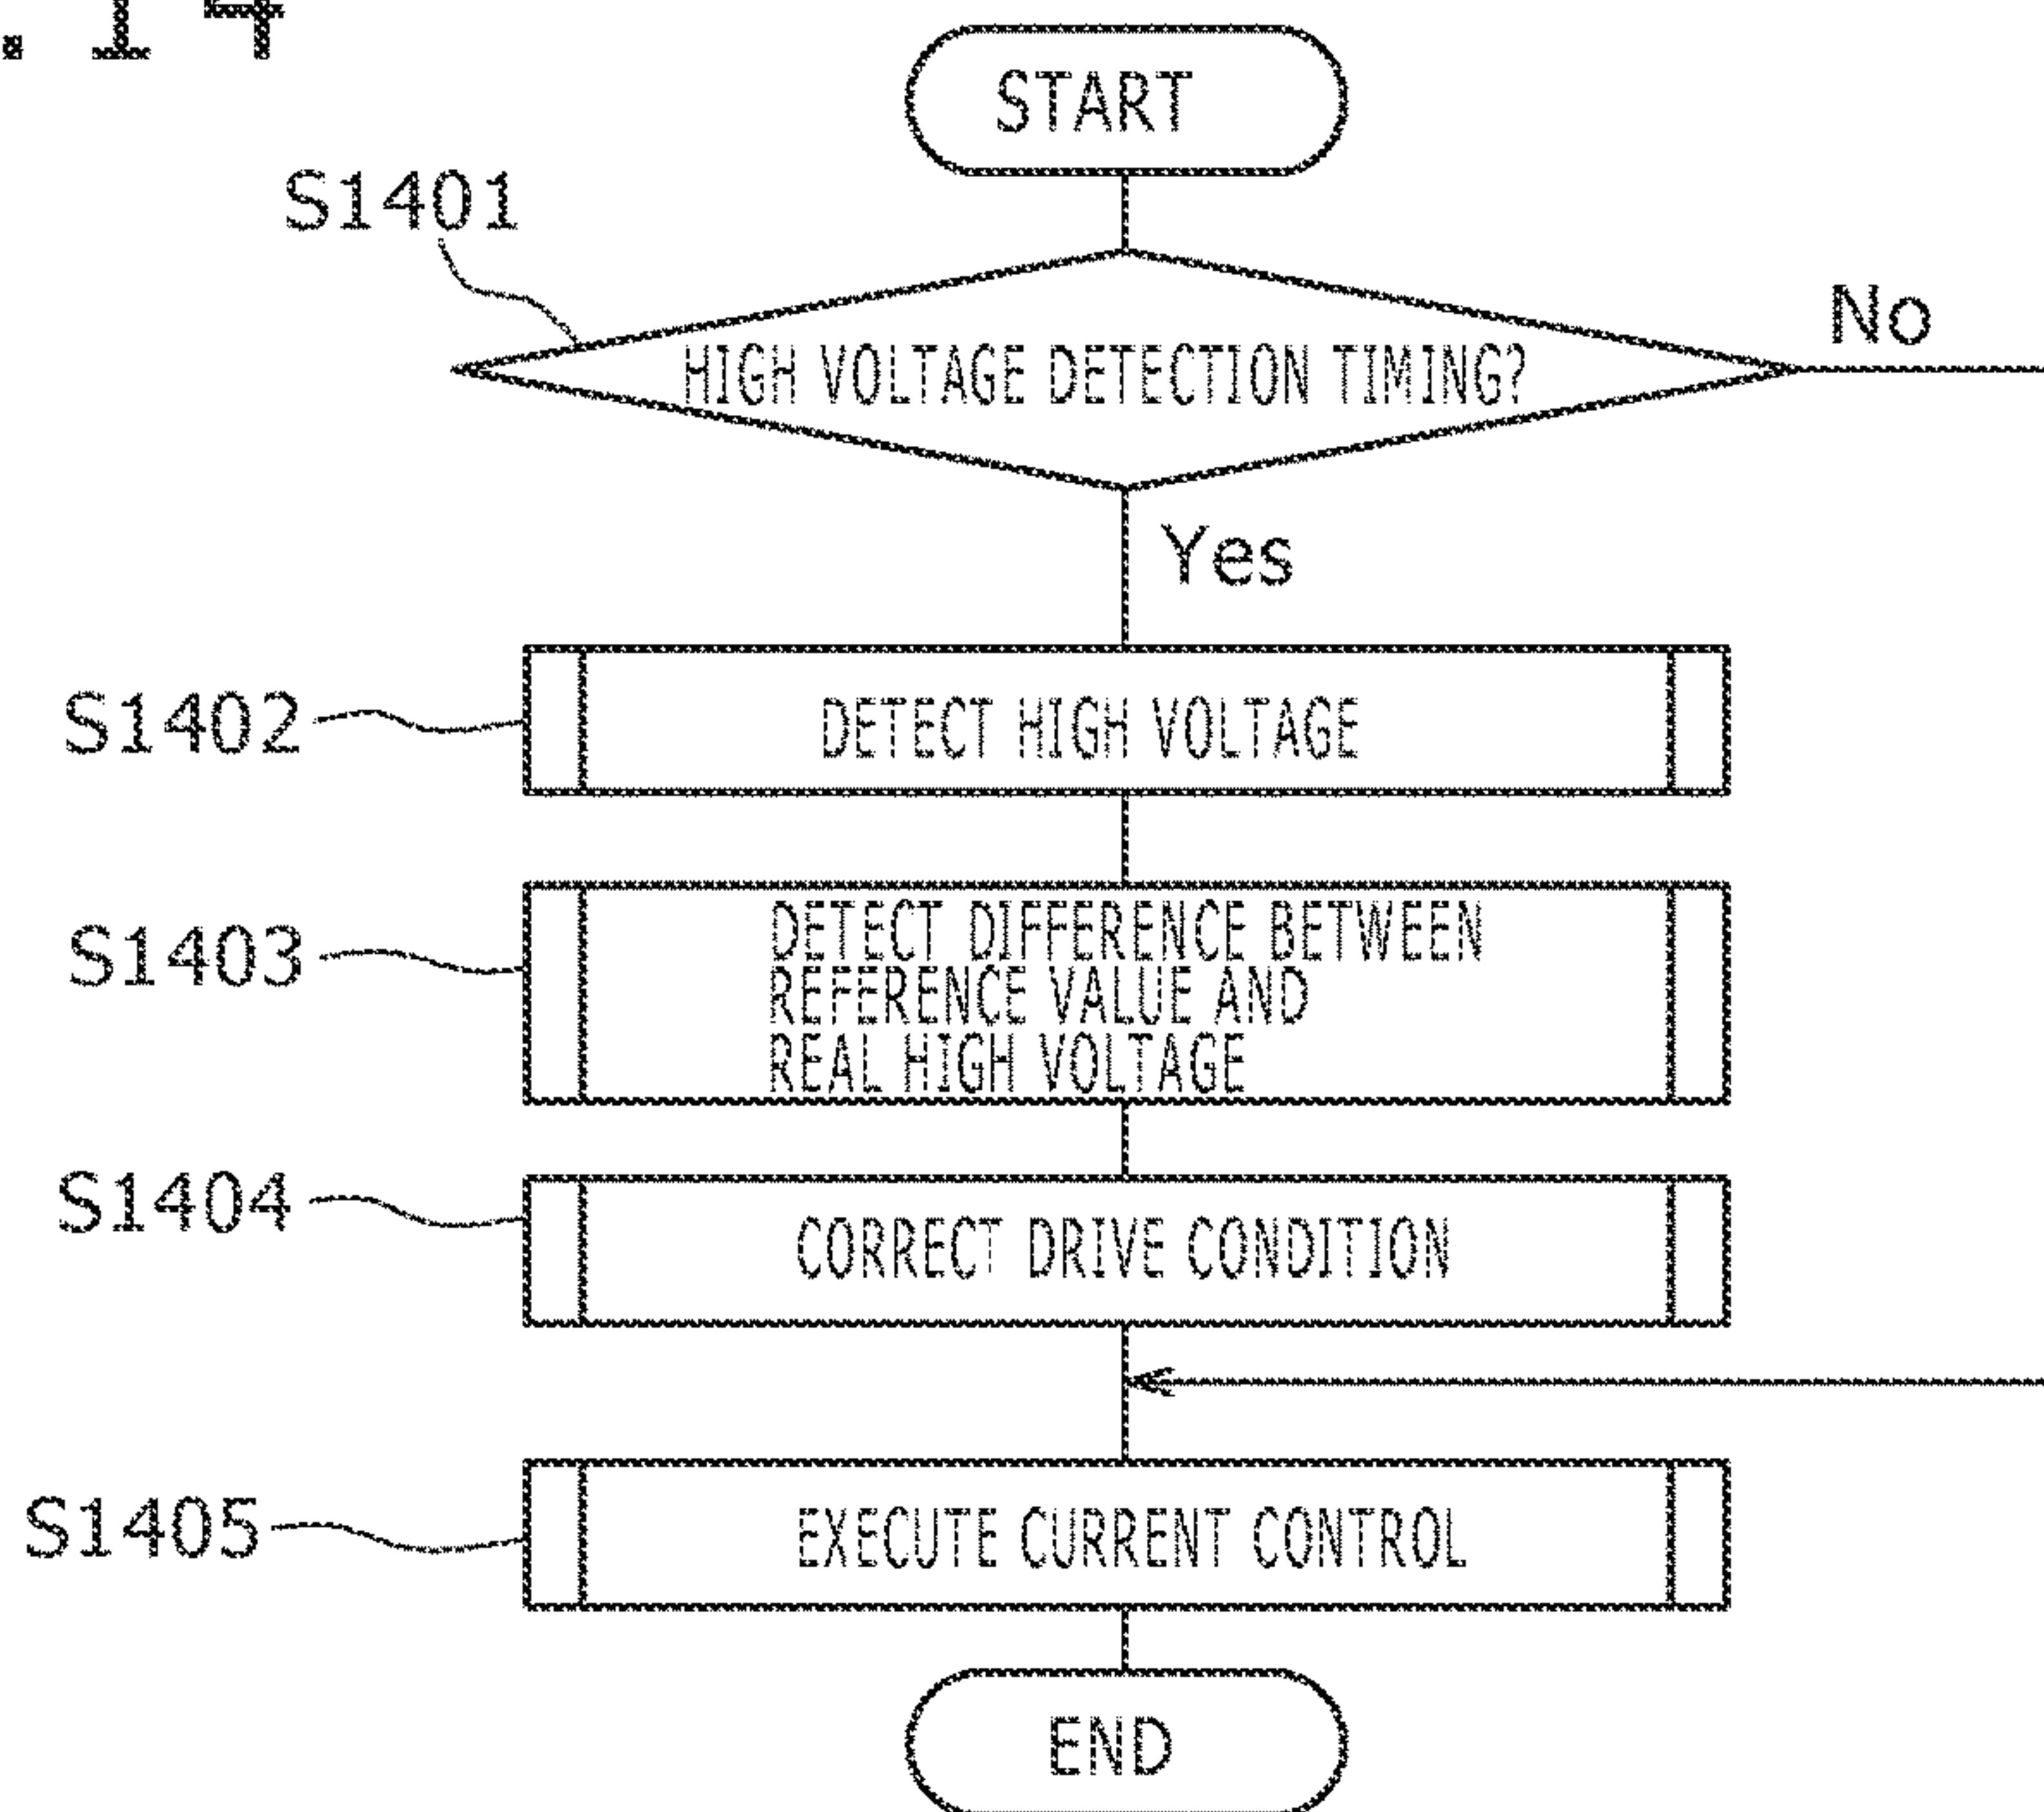 .14
START
S1401
HIGH VOLTAGE DETECTION TIMING?
No
Yes
S1402
DETECT HIGH VOLTAGE
S1403
DETECT DIFFERENCE BETWEEN
REFERENCE VALUE AND
REAL HIGH VOLTAGE
S1404
CORRECT DRIVE CONDITION
S1405
EXECUTE CURRENT CONTROL
END